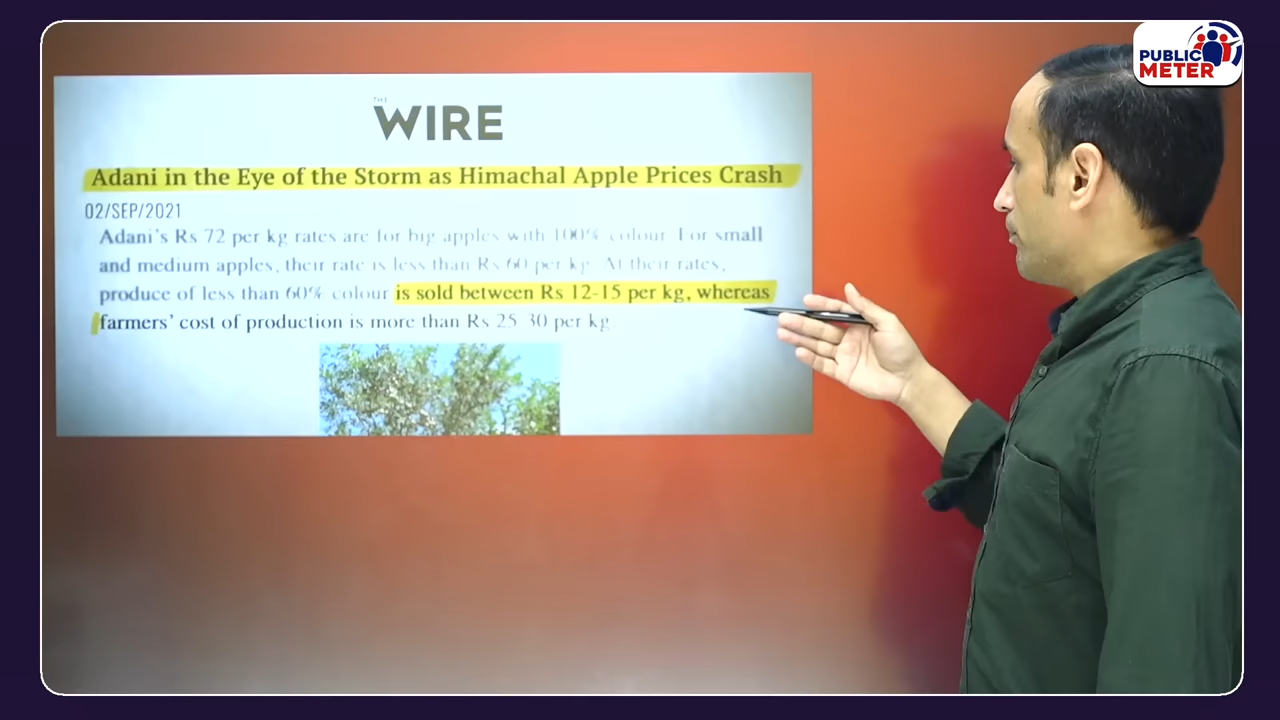 PUBLIC
METER
THE
WIRE
Adani in the Eye of the Storm as Himachal Apple Prices Crash
02/SEP/2021
Adani's Rs 72 per kg rates are for big apples with 100% colour. For small
and medium apples, their rate is less than Rs 60 per kg. At their rates,
produce of less than 60% colour is sold between Rs 12-15 per kg, whereas
farmers' cost of production is more than Rs 25-30 per kg.